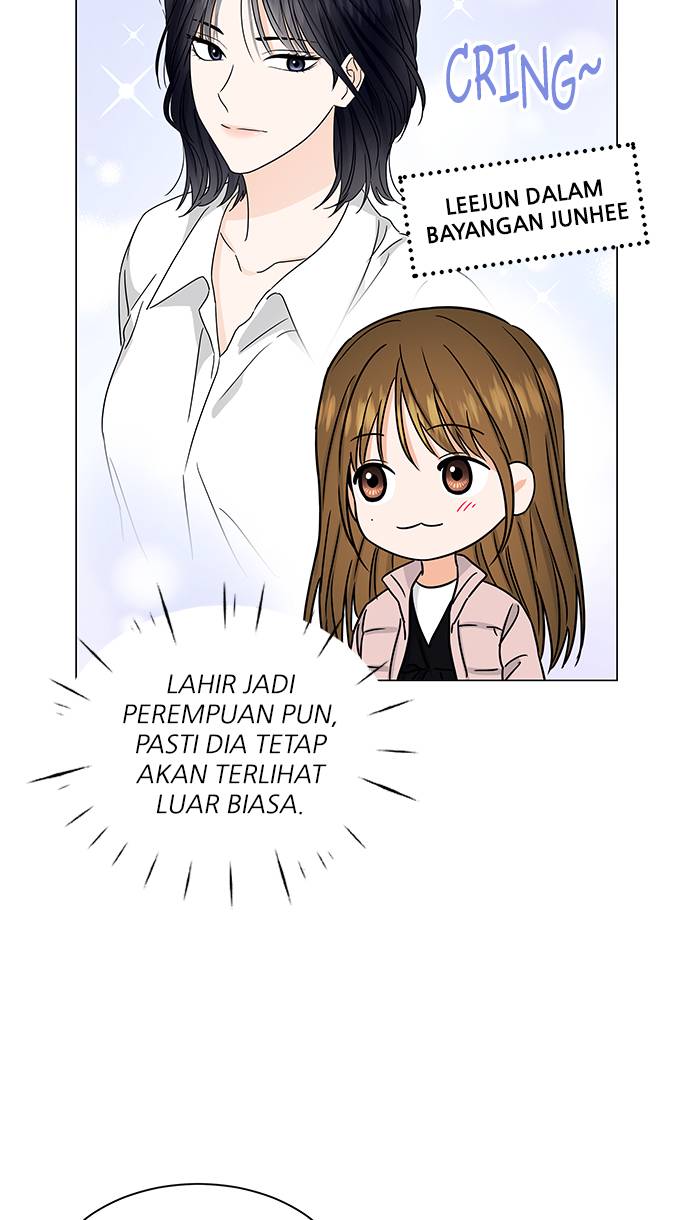 CRING~
LEEJUN DALAM
BAYANGAN JUNHEE
LAHIR JADI
PEREMPUAN PUN,
PASTI DIA TETAP
AKAN TERLIHAT
LUAR BIASA.